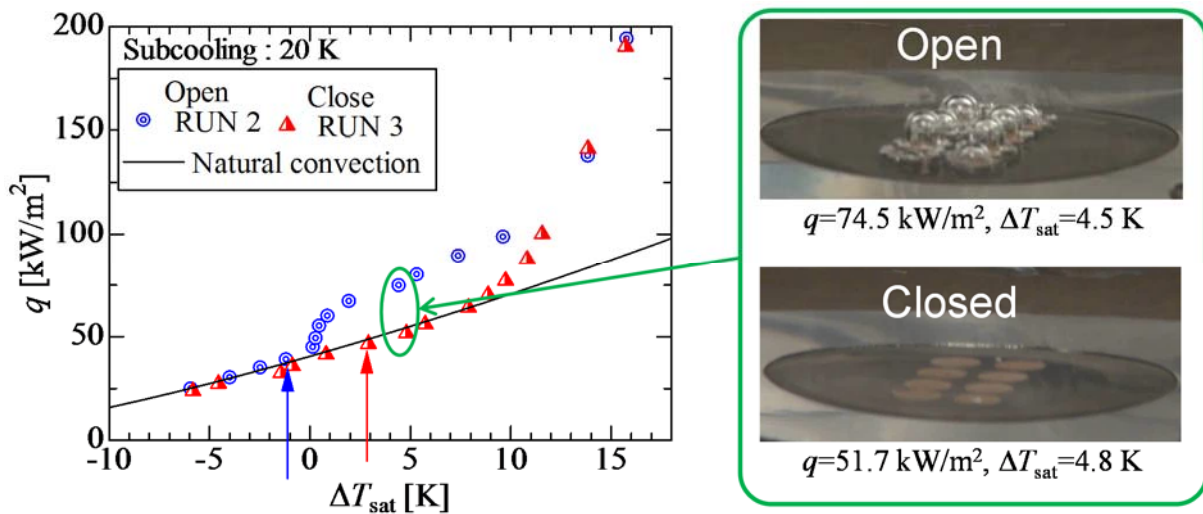 Subcooling : 20 K
Open
RUN 2
Close
RUN 3
Natural convection
q [kW/m²]
200
150
100
50
0
-10
-5
0
5
10
15
ΔTsat [K]
Open
q=74.5 kW/m², ΔTsat=4.5 K
Closed
q=51.7 kW/m², ΔTsat=4.8 K